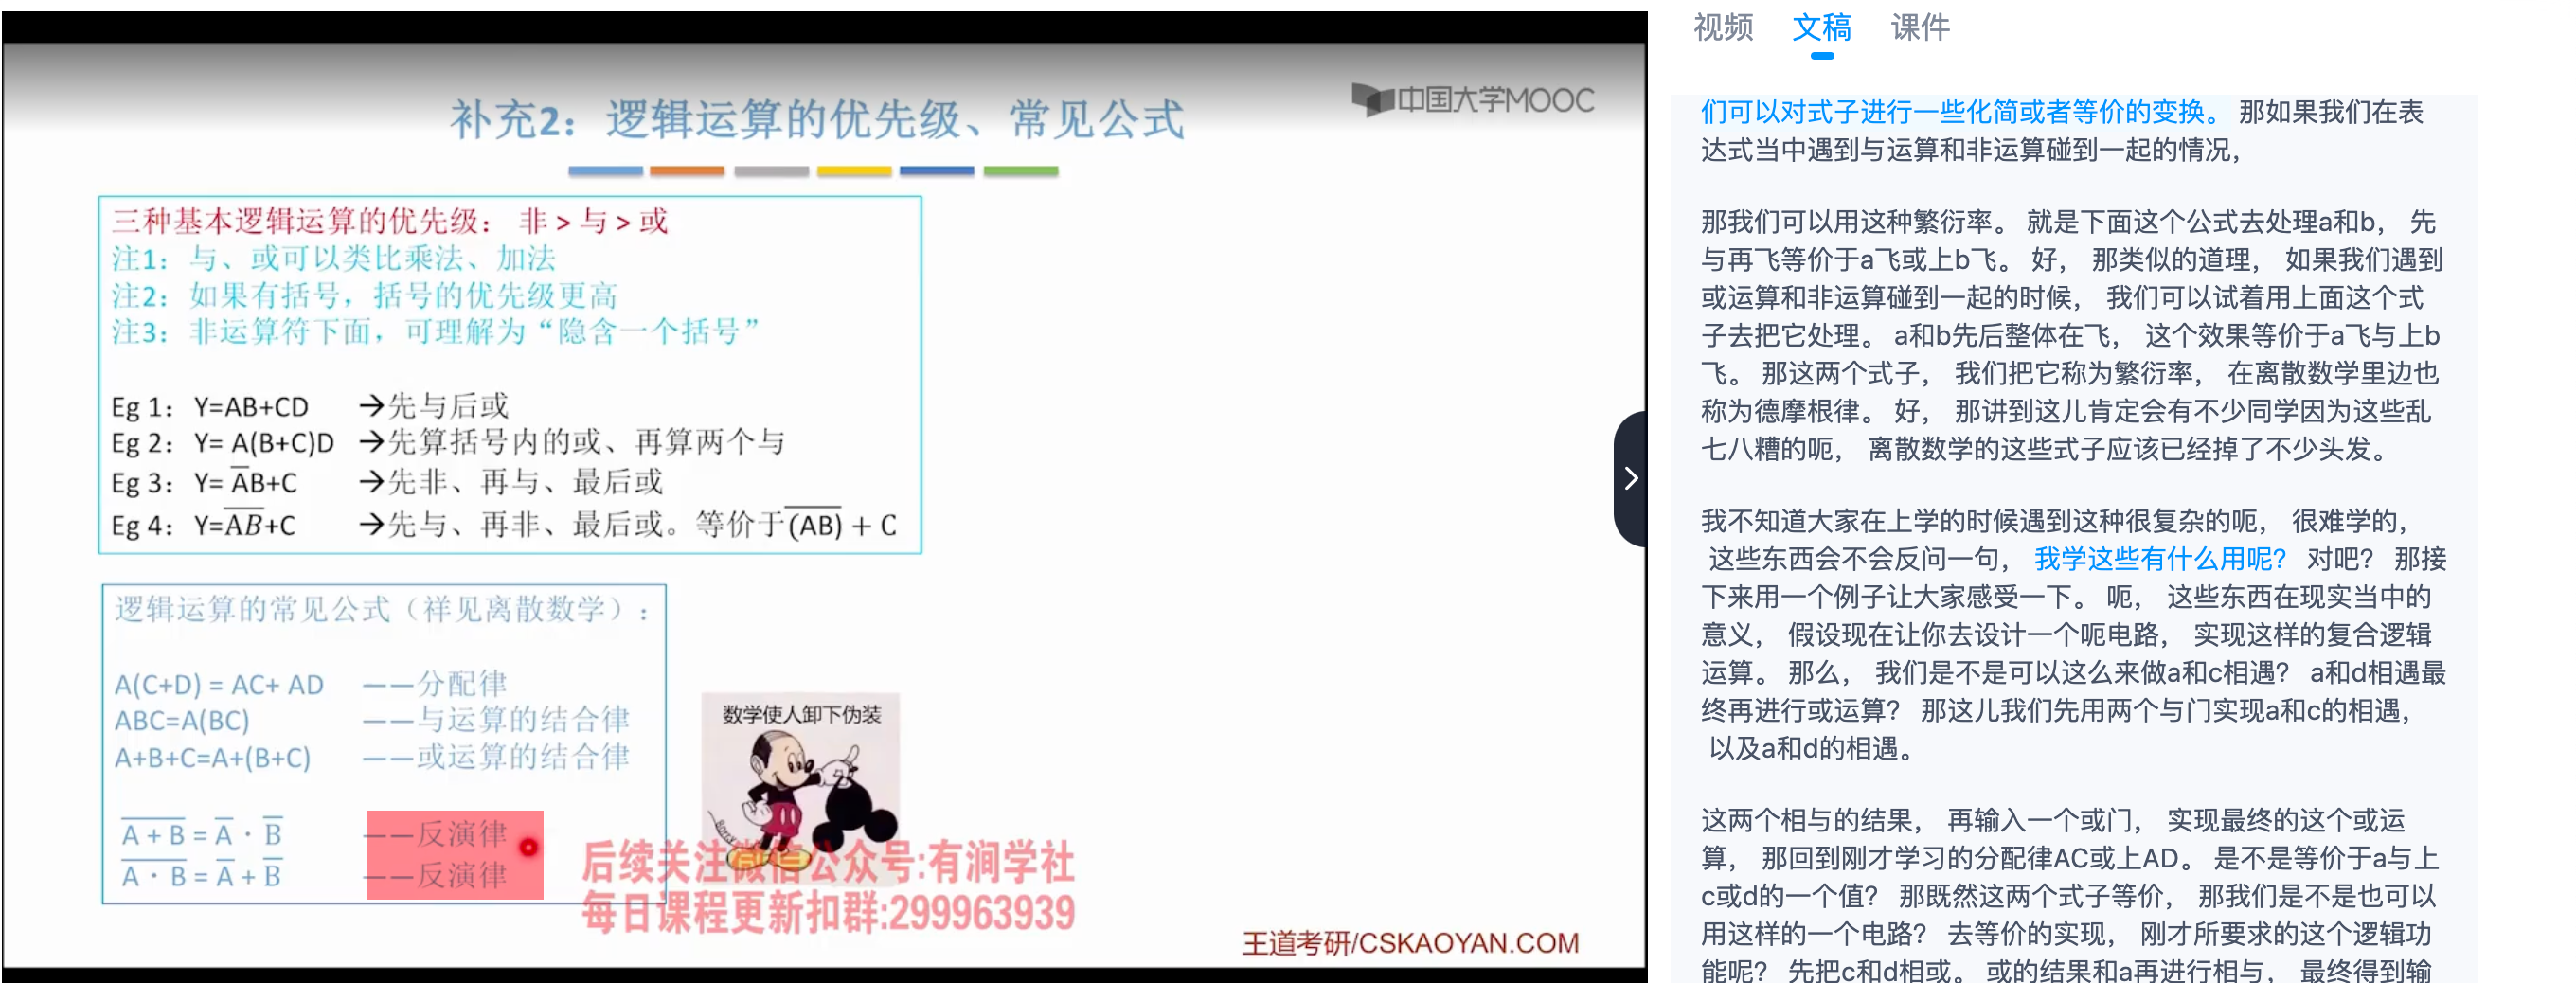 补充2：逻辑运算的优先级、常见公式
中国大学MOOC
三种基本逻辑运算的优先级： 非 > 与 > 或
注1：与、或可以类比乘法、加法
注2：如果有括号，括号的优先级更高
注3：非运算符下面，可理解为“隐含一个括号”
Eg 1：Y=AB+CD →先与后或
Eg 2：Y= A(B+C)D →先算括号内的或、再算两个与
Eg 3：Y= A̅B+C →先非、再与、最后或
Eg 4：Y=A̅B̅+C →先与、再非、最后或。等价于(̅A̅B̅)̅ + C
逻辑运算的常见公式（祥见离散数学）：
A(C+D) = AC+ AD ——分配律
ABC=A(BC) ——与运算的结合律
A+B+C=A+(B+C) ——或运算的结合律
A̅ ̅+̅ ̅B̅ = A̅ · B̅ ——反演律
A̅ ̅·̅ ̅B̅ = A̅ + B̅ ——反演律
数学使人卸下伪装
后续关注微信公众号:有涧学社
每日课程更新扣群:299963939
王道考研/CSKAOYAN.COM
视频 文稿 课件
们可以对式子进行一些化简或者等价的变换。 那如果我们在表
达式当中遇到与运算和非运算碰到一起的情况，
那我们可以用这种繁衍率。 就是下面这个公式去处理a和b， 先
与再飞等价于a飞或上b飞。 好， 那类似的道理， 如果我们遇到
或运算和非运算碰到一起的时候， 我们可以试着用上面这个式
子去把它处理。 a和b先后整体在飞， 这个效果等价于a飞与上b
飞。 那这两个式子， 我们把它称为繁衍率， 在离散数学里边也
称为德摩根律。 好， 那讲到这儿肯定会有不少同学因为这些乱
七八糟的呃， 离散数学的这些式子应该已经掉了不少头发。
我不知道大家在上学的时候遇到这种很复杂的呃， 很难学的，
这些东西会不会反问一句， 我学这些有什么用呢? 对吧? 那接
下来用一个例子让大家感受一下。 呃， 这些东西在现实当中的
意义， 假设现在让你去设计一个呃电路， 实现这样的复合逻辑
运算。 那么， 我们是不是可以这么来做a和c相遇? a和d相遇最
终再进行或运算? 那这儿我们先用两个与门实现a和c的相遇，
以及a和d的相遇。
这两个相与的结果， 再输入一个或门， 实现最终的这个或运
算， 那回到刚才学习的分配律AC或上AD。 是不是等价于a与上
c或d的一个值? 那既然这两个式子等价， 那我们是不是也可以
用这样的一个电路? 去等价的实现， 刚才所要求的这个逻辑功
能呢? 先把c和d相或。 或的结果和a再进行相与， 最终得到输